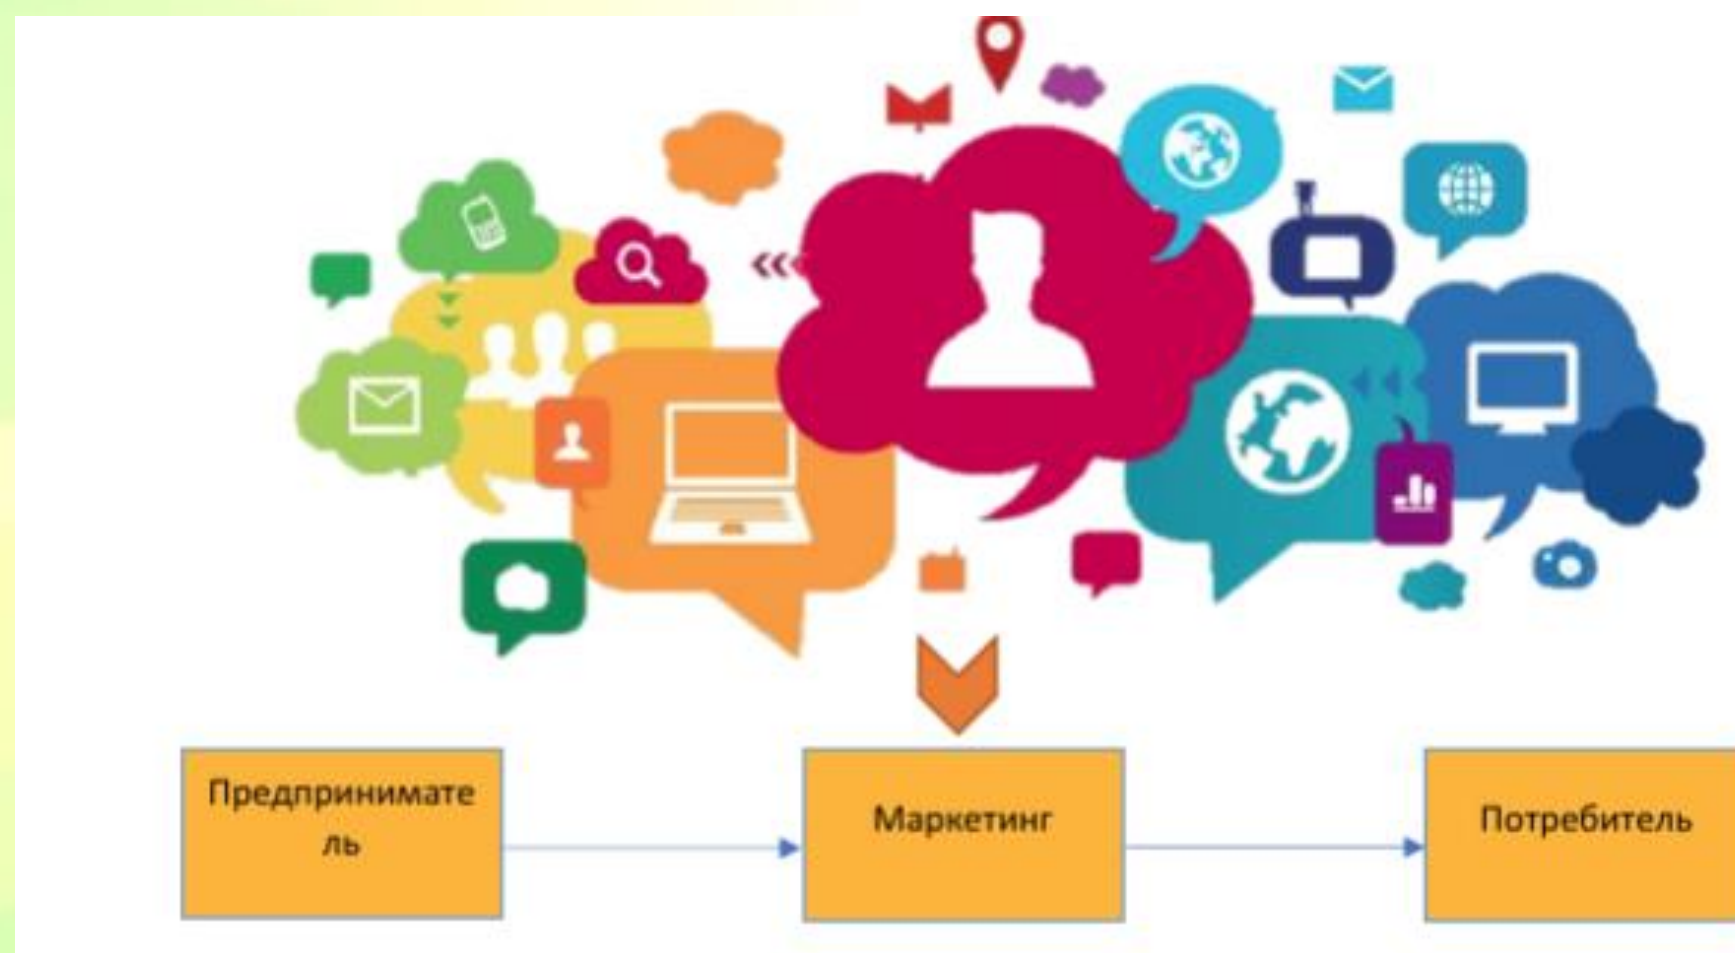 Предпринимате
ль
Маркетинг
Потребитель